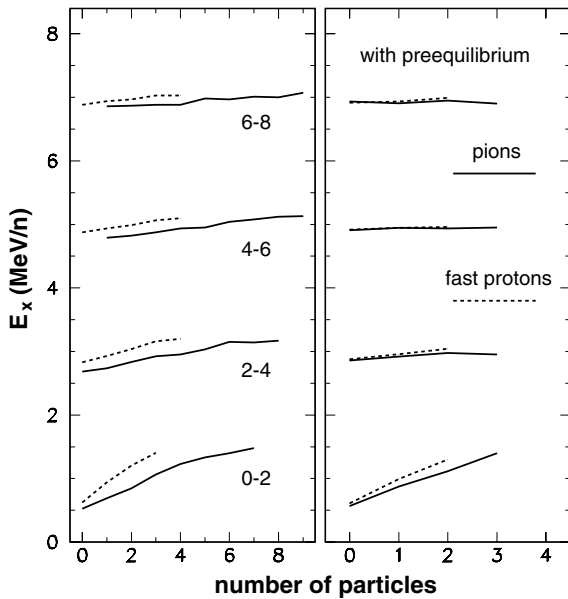 8
6
4
2
0
E_x (MeV/n)
6-8
4-6
2-4
0-2
with preequilibrium
pions
fast protons
0 2 4 6 8
0 1 2 3 4
number of particles